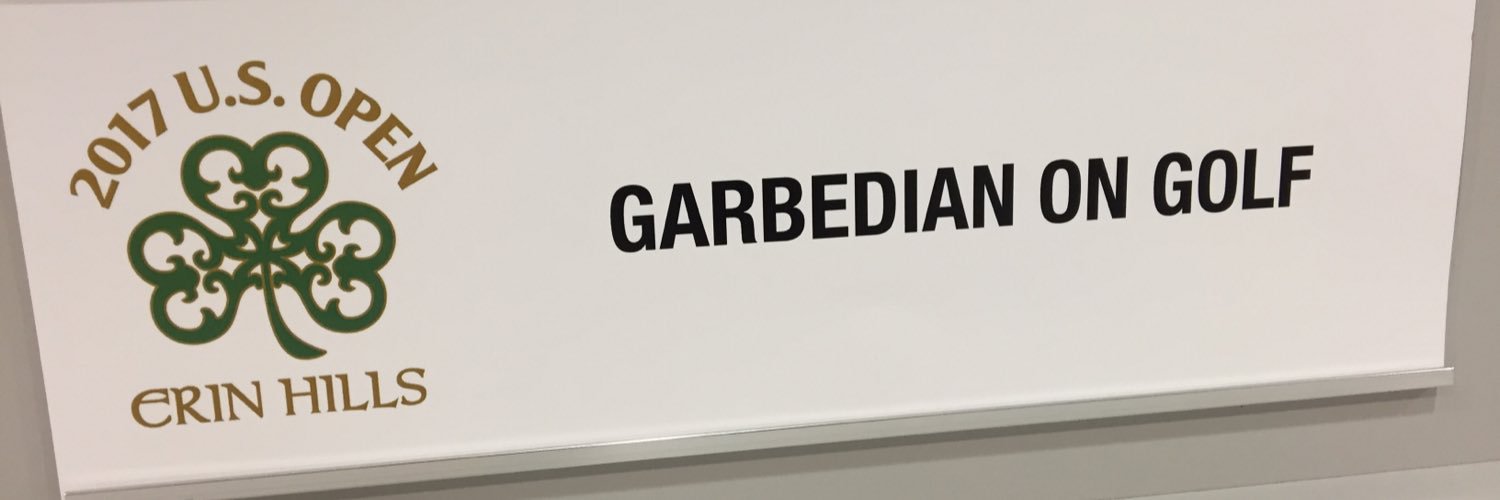 2017 U.S. OPEN
ERIN HILLS
GARBEDIAN ON GOLF